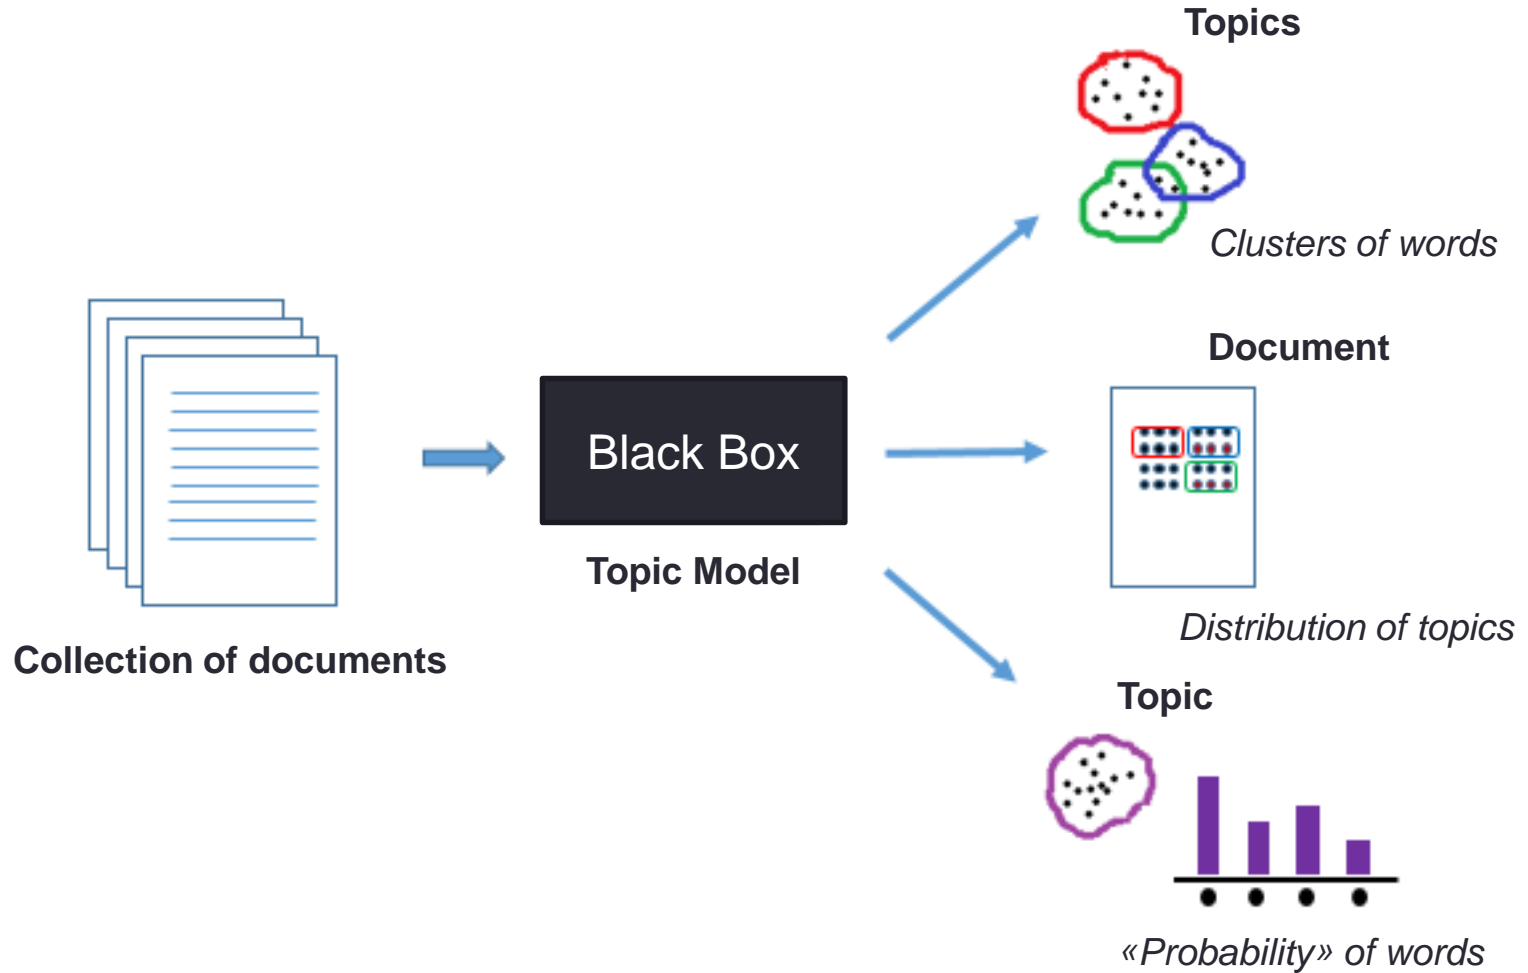 Topics
Clusters of words
Document
Black Box
Topic Model
Distribution of topics
Collection of documents
Topic
«Probability» of words